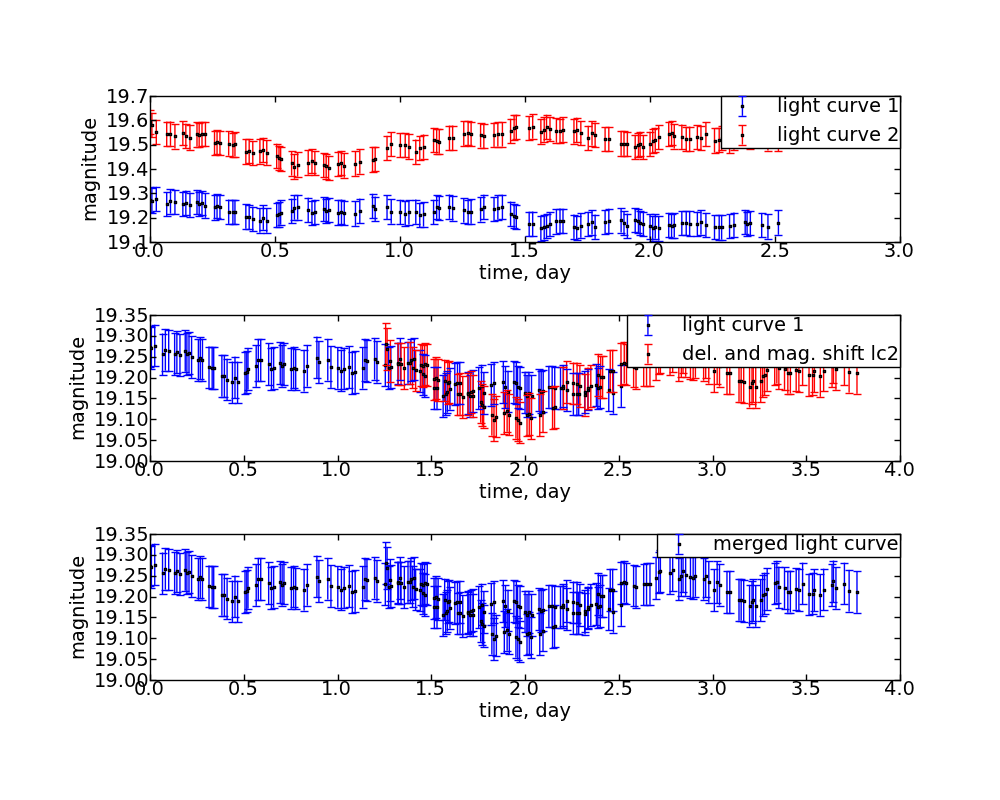 19.7
19.6
19.5
19.4
19.3
19.2
19.1
magnitude
light curve 1
light curve 2
0.0 0.5 1.0 1.5 2.0 2.5 3.0
time, day
19.35
19.30
19.25
19.20
19.15
19.10
19.05
19.00
magnitude
light curve 1
del. and mag. shift lc2
0.0 0.5 1.0 1.5 2.0 2.5 3.0 3.5 4.0
time, day
19.35
19.30
19.25
19.20
19.15
19.10
19.05
19.00
magnitude
merged light curve
0.0 0.5 1.0 1.5 2.0 2.5 3.0 3.5 4.0
time, day